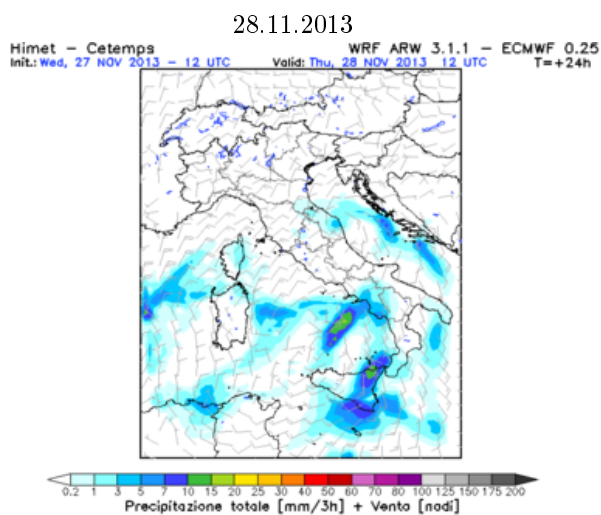 28.11.2013
Himet – Cetemps WRF ARW 3.1.1 – ECMWF 0.25
Init.: Wed, 27 NOV 2013 – 12 UTC Valid: Thu, 28 NOV 2013 12 UTC T=+24h
0.2 1 3 5 7 10 15 20 25 30 40 50 60 70 80 100 125 150 175 200
Precipitazione totale [mm/3h] + Vento [nodi]